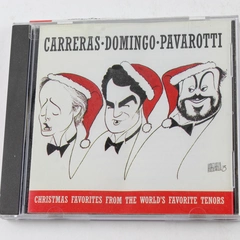 CARRERAS·DOMINGO·PAVAROTTI
CHRISTMAS FAVORITES FROM THE WORLD'S FAVORITE TENORS